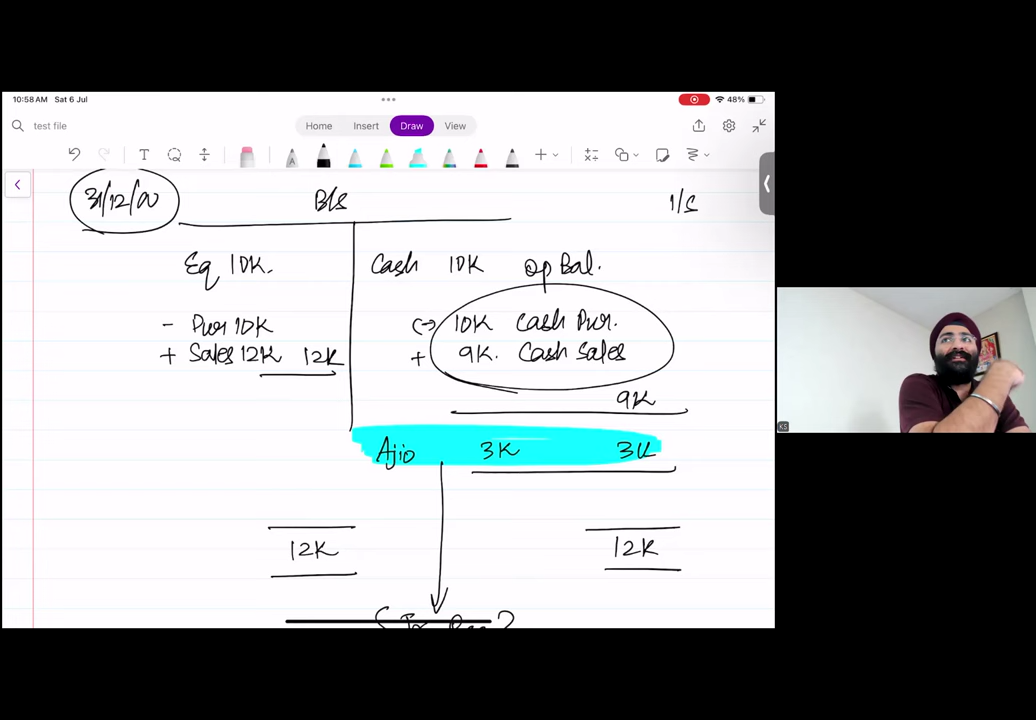 10:58 AM Sat 6 Jul
48%
test file
Home Insert Draw View
31/12/00 B/S I/S
Eq 10K. Cash 10K Op Bal.
- Pur 10K (-) 10K Cash Pur.
+ Sales 12K 12K + 9K. Cash Sales
9K
Ajio 3K 3K
12K 12K
KS